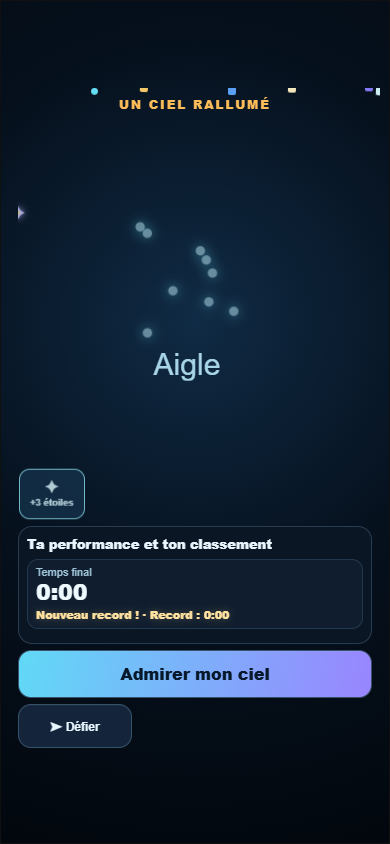 UN CIEL RALLUMÉ
Aigle
+3 étoiles
Ta performance et ton classement
Temps final
0:00
Nouveau record ! · Record : 0:00
Admirer mon ciel
➤ Défier